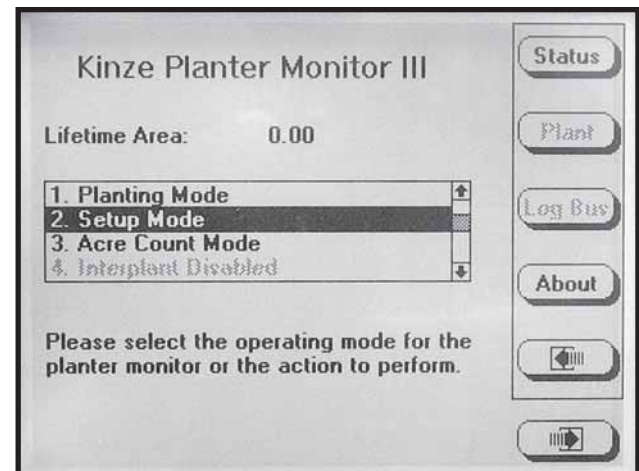 Kinze Planter Monitor III
Lifetime Area: 0.00
1. Planting Mode
2. Setup Mode
3. Acre Count Mode
4. Interplant Disabled
Please select the operating mode for the
planter monitor or the action to perform.
Status
Plant
Log Bus
About